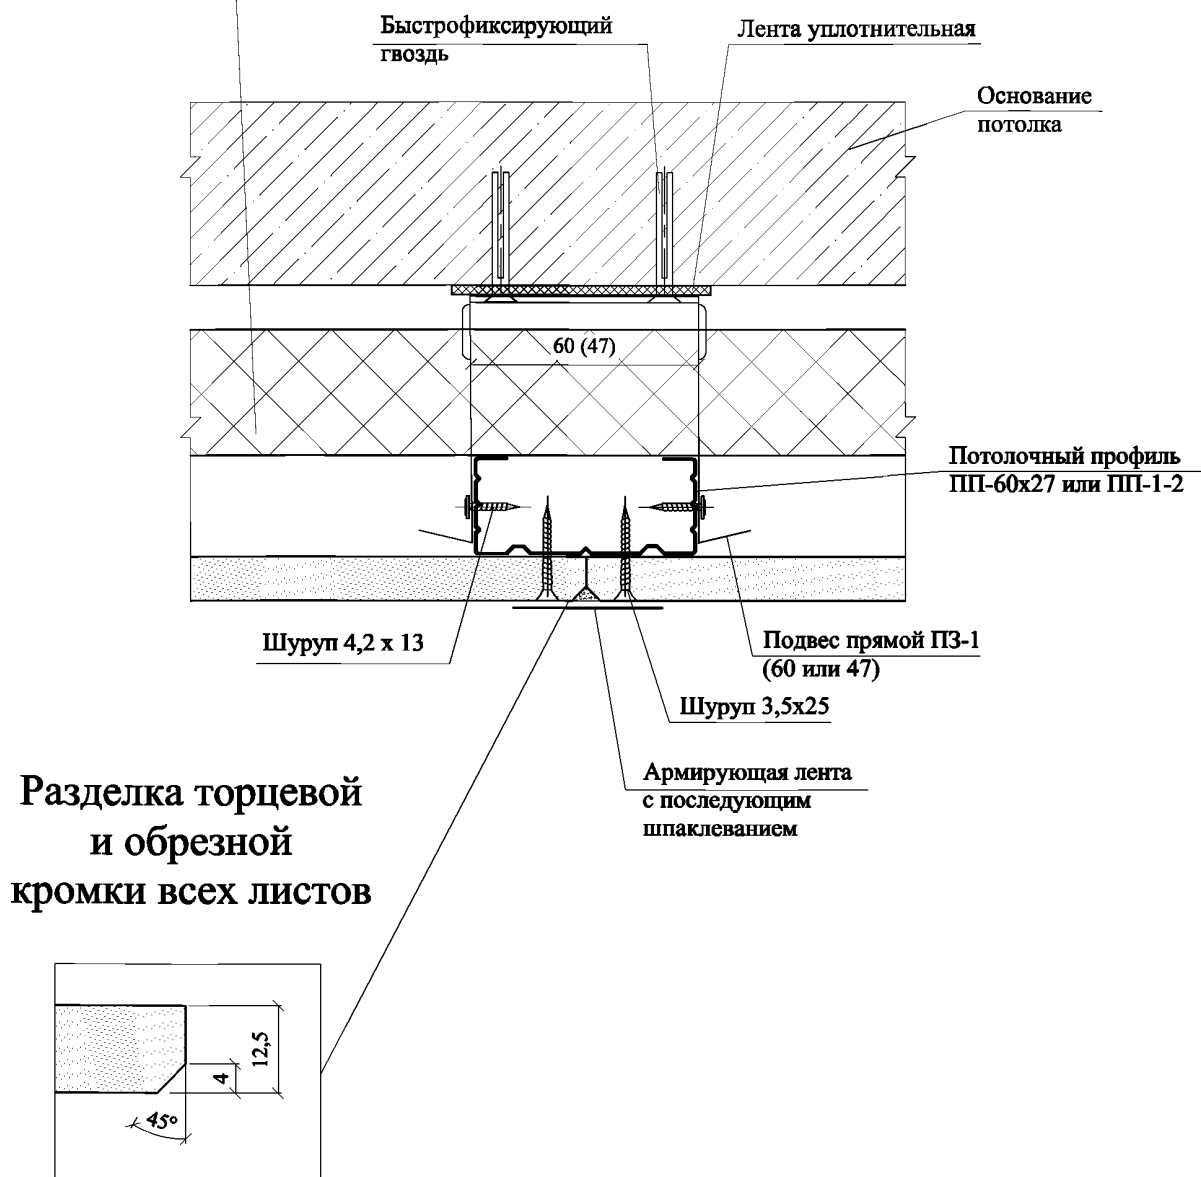 Быстрофиксирующий
гвоздь
Лента уплотнительная
Основание
потолка
60 (47)
Потолочный профиль
ПП-60х27 или ПП-1-2
Шуруп 4,2 х 13
Подвес прямой ПЗ-1
(60 или 47)
Шуруп 3,5х25
Армирующая лента
с последующим
шпаклеванием
Разделка торцевой
и обрезной
кромки всех листов
12,5
4
45°